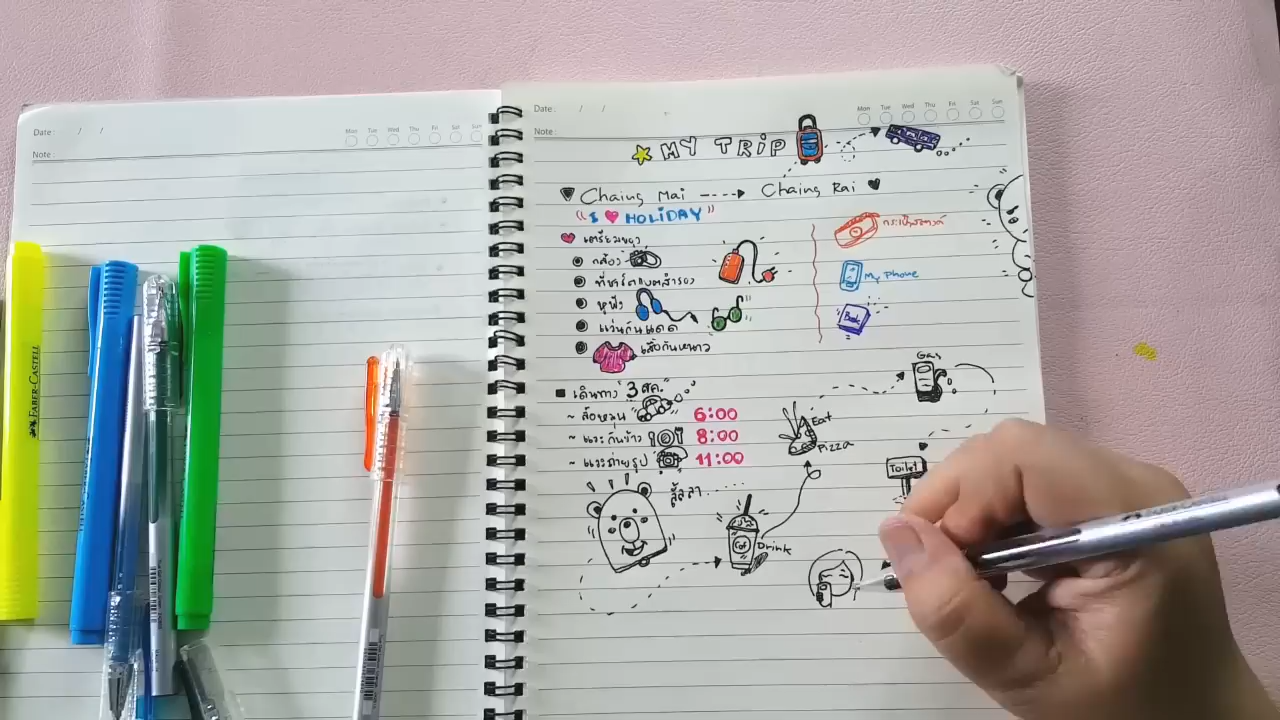 Date : / /
Mon Tue Wed Thu Fri Sat Sun
Note :
FABER-CASTELL
Date : / /
Mon Tue Wed Thu Fri Sat Sun
Note :
MY TRIP
Chaing Mai Chaing Rai
"I ♥ HOLiDAY"
เตรียมของ
กล้อง
ที่ชาร์ตแบตสำรอง
หูฟัง
แว่นกันแดด
เสื้อกันหนาว
กระเป๋าสตางค์
My Phone
Book
เดินทาง 3 ศค.
~ ล้อหมุน 6:00
~ แวะกินข้าว 8:00
~ แวะถ่ายรูป 11:00
Gas
Eat
Pizza
Toilet
Drink